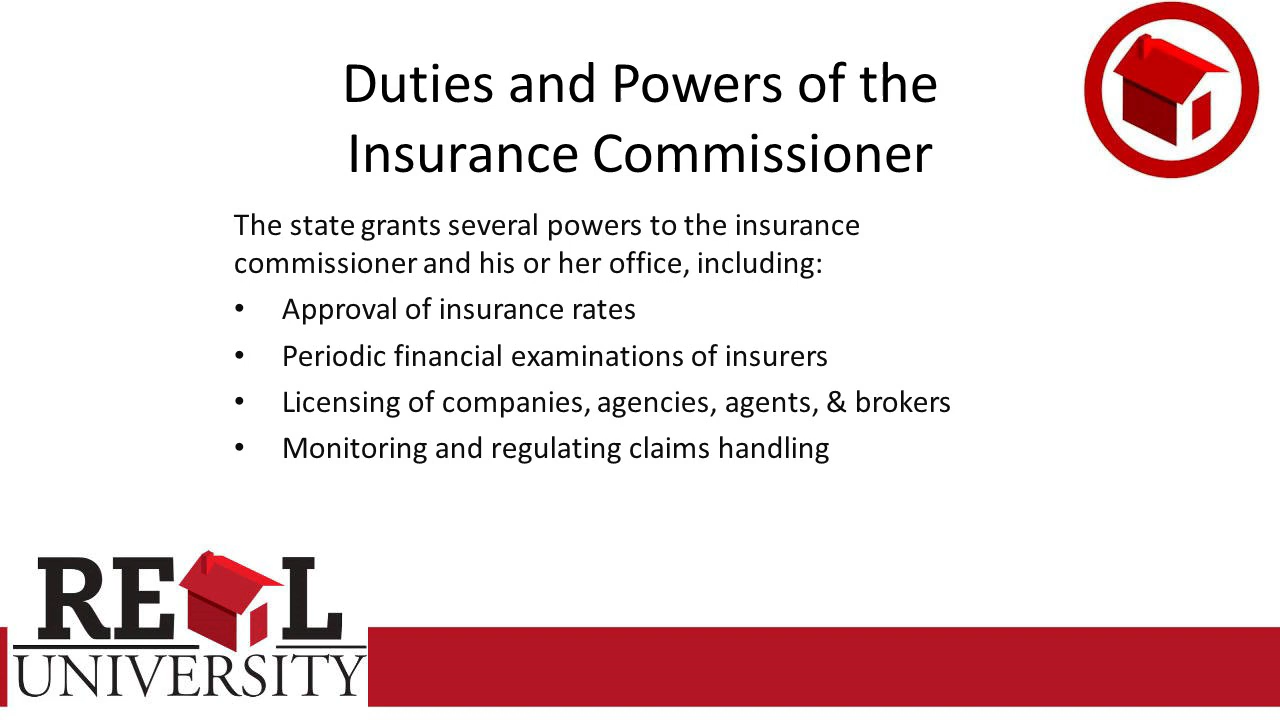 Duties and Powers of the
Insurance Commissioner
The state grants several powers to the insurance
commissioner and his or her office, including:
• Approval of insurance rates
• Periodic financial examinations of insurers
• Licensing of companies, agencies, agents, & brokers
• Monitoring and regulating claims handling
RE L
UNIVERSITY